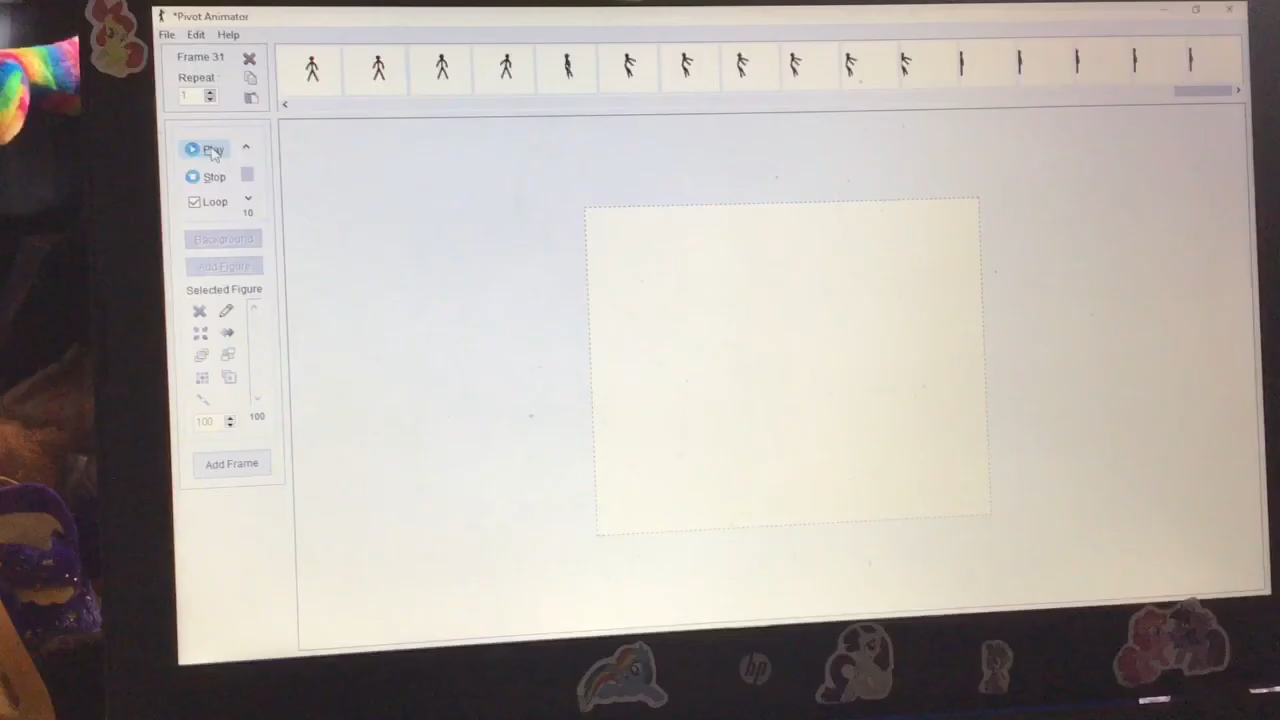 *Pivot Animator
File Edit Help
Frame 31
Repeat
1
Play
Stop
Loop
10
Background
Add Figure
Selected Figure
100 100
Add Frame
hp